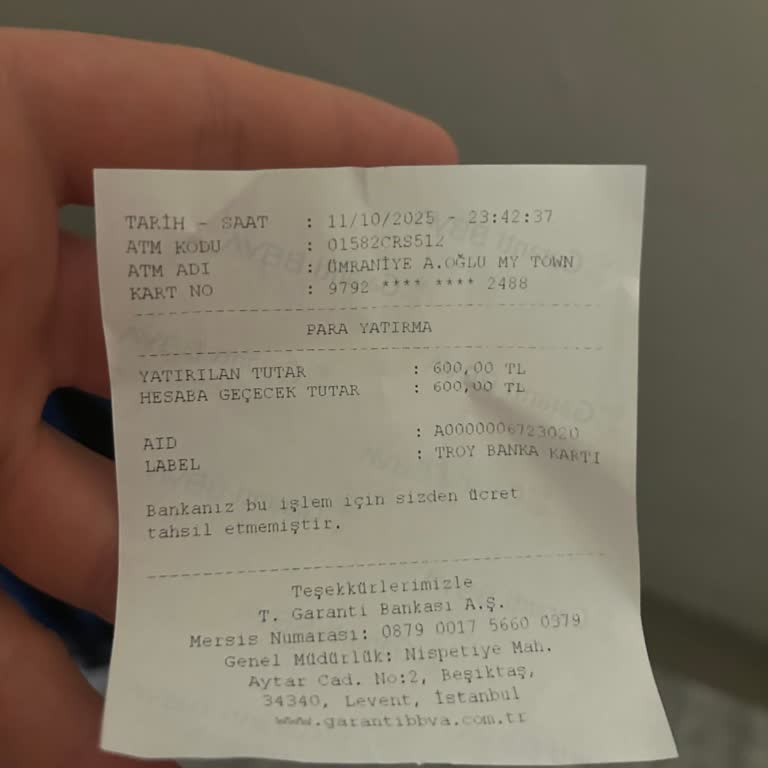 TARİH - SAAT : 11/10/2025 - 23:42:37
ATM KODU : 01582CRS512
ATM ADI : ÜMRANİYE A.OĞLU MY TOWN
KART NO : 9792 **** **** 2488
PARA YATIRMA
YATIRILAN TUTAR : 600,00 TL
HESABA GEÇECEK TUTAR : 600,00 TL
AID : A0000006723020
LABEL : TROY BANKA KARTI
Bankanız bu işlem için sizden ücret
tahsil etmemiştir.
Teşekkürlerimizle
T. Garanti Bankası A.Ş.
Mersis Numarası: 0879 0017 5660 0379
Genel Müdürlük: Nispetiye Mah.
Aytar Cad. No:2, Beşiktaş,
34340, Levent, İstanbul
www.garantibbva.com.tr